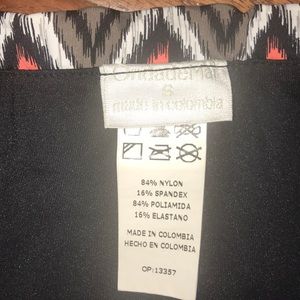 Ondademar
S
made in colombia
84% NYLON
16% SPANDEX
84% POLIAMIDA
16% ELASTANO
MADE IN COLOMBIA
HECHO EN COLOMBIA
OP:13357